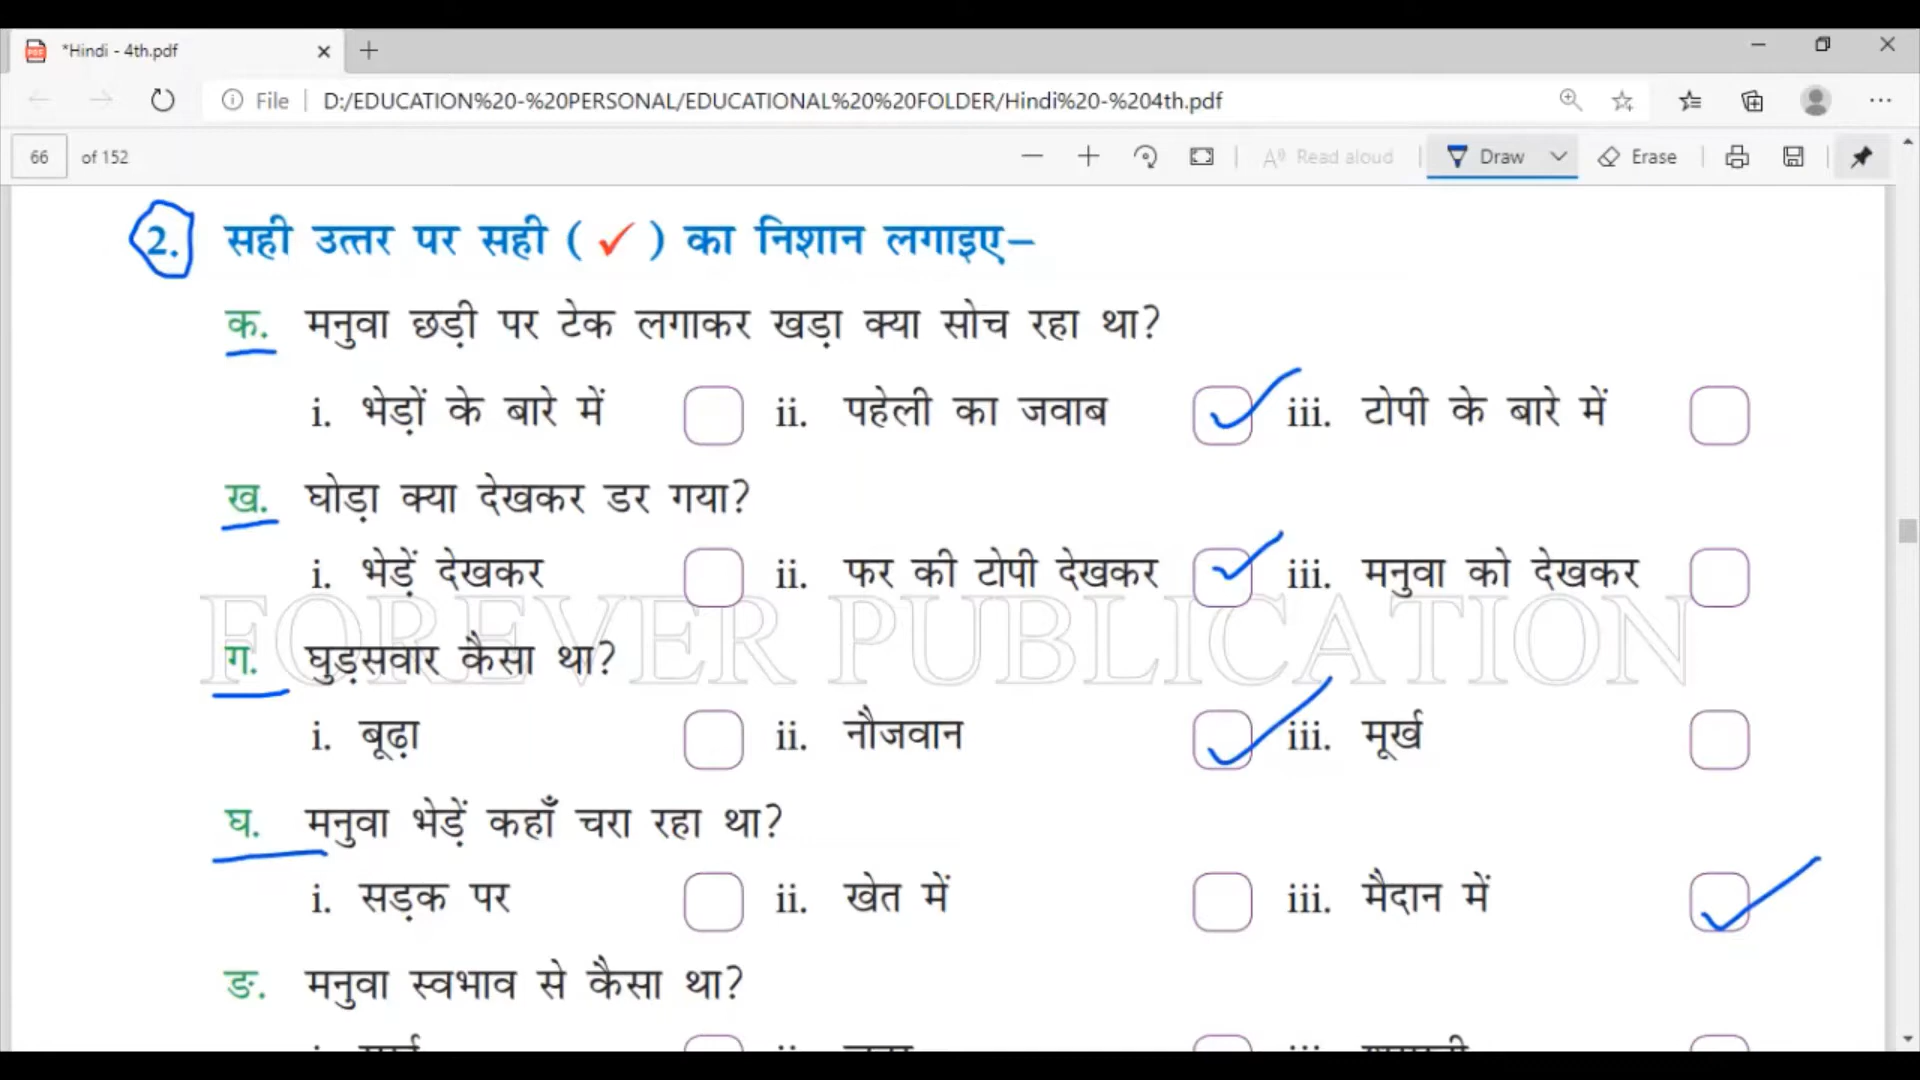 *Hindi - 4th.pdf
File D:/EDUCATION%20-%20PERSONAL/EDUCATIONAL%20%20FOLDER/Hindi%20-%204th.pdf
66 of 152 Read aloud Draw Erase
2. सही उत्तर पर सही ( ✓ ) का निशान लगाइए–
क. मनुवा छड़ी पर टेक लगाकर खड़ा क्या सोच रहा था?
i. भेड़ों के बारे में ii. पहेली का जवाब iii. टोपी के बारे में
ख. घोड़ा क्या देखकर डर गया?
i. भेड़ें देखकर ii. फर की टोपी देखकर iii. मनुवा को देखकर
FOREVER PUBLICATION
ग. घुड़सवार कैसा था?
i. बूढ़ा ii. नौजवान iii. मूर्ख
घ. मनुवा भेड़ें कहाँ चरा रहा था?
i. सड़क पर ii. खेत में iii. मैदान में
ङ. मनुवा स्वभाव से कैसा था?